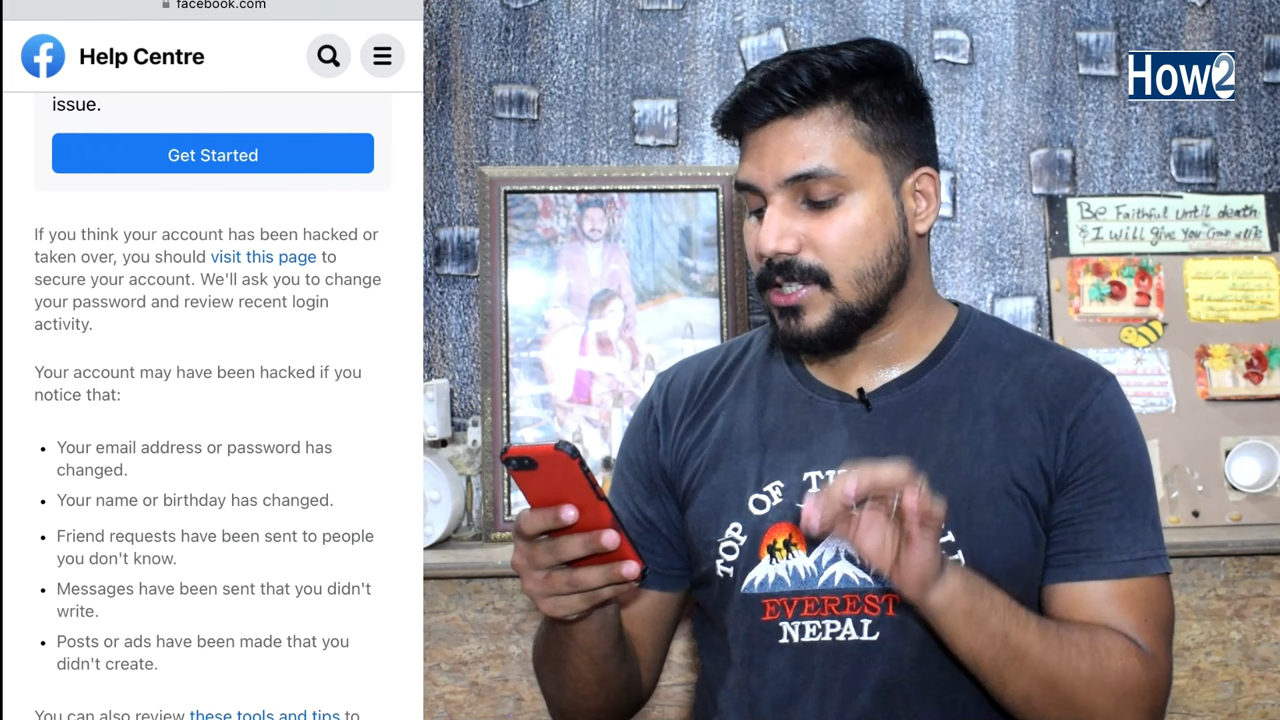 facebook.com
Help Centre
issue.
Get Started
If you think your account has been hacked or
taken over, you should visit this page to
secure your account. We'll ask you to change
your password and review recent login
activity.
Your account may have been hacked if you
notice that:
• Your email address or password has
changed.
• Your name or birthday has changed.
• Friend requests have been sent to people
you don't know.
• Messages have been sent that you didn't
write.
• Posts or ads have been made that you
didn't create.
You can also review these tools and tips to
How2
Be Faithful until death
& I will give You Crown of life
TOP OF
EVEREST
NEPAL